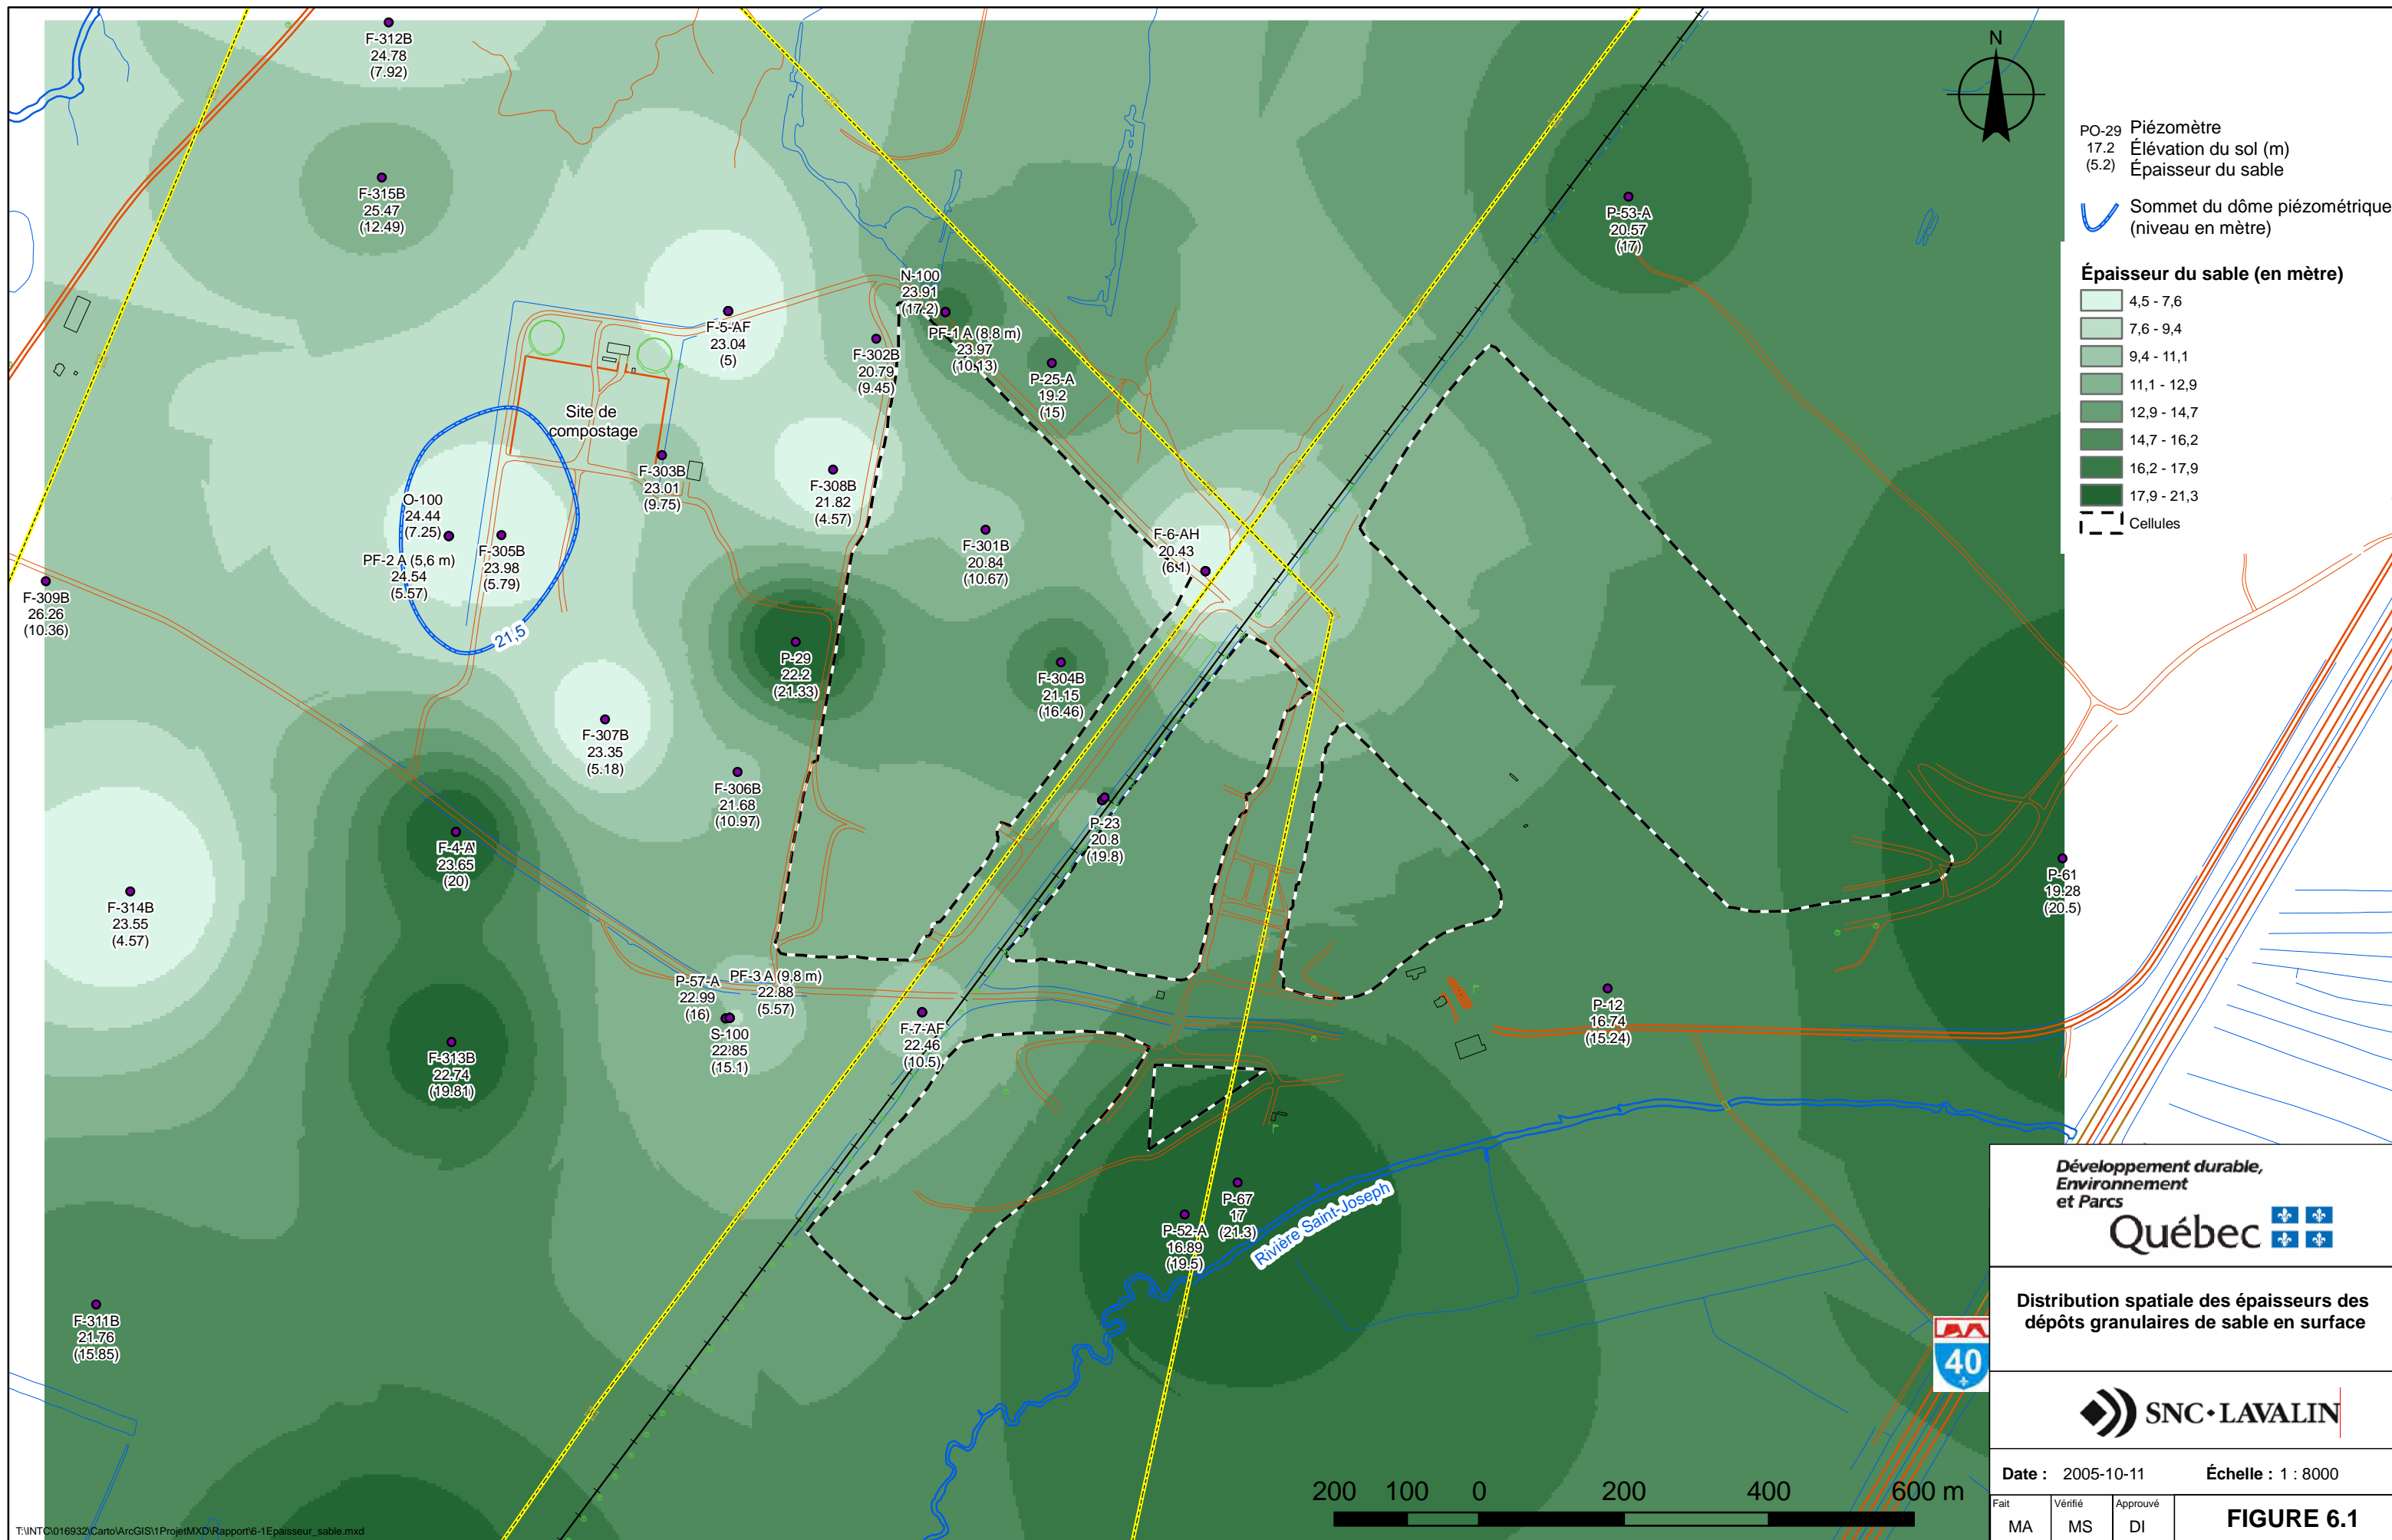 F-312B
24.78
(7.92)
F-315B
25.47
(12.49)
F-5-AF
23.04
(5)
N-100
23.91
(17.2)
PF-1 A (8,8 m)
23.97
(10.13)
F-302B
20.79
(9.45)
P-25-A
19.2
(15)
P-53-A
20.57
(17)
Site de
compostage
F-303B
23.01
(9.75)
F-308B
21.82
(4.57)
F-301B
20.84
(10.67)
F-6-AH
20.43
(6.1)
O-100
24.44
(7.25)
PF-2 A (5,6 m)
24.54
(5.57)
F-305B
23.98
(5.79)
F-309B
26.26
(10.36)
21,5
P-29
22.2
(21.33)
F-304B
21.15
(16.46)
F-307B
23.35
(5.18)
F-306B
21.68
(10.97)
P-23
20.8
(19.8)
F-4-A
23.65
(20)
F-314B
23.55
(4.57)
P-61
19.28
(20.5)
P-57-A
22.99
(16)
PF-3 A (9,8 m)
22.88
(5.57)
S-100
22.85
(15.1)
F-7-AF
22.46
(10.5)
F-313B
22.74
(19.81)
P-12
16.74
(15.24)
P-67
17
(21.3)
P-52-A
16.89
(19.5)
Rivière Saint-Joseph
F-311B
21.76
(15.85)
N
PO-29 Piézomètre
17.2 Élévation du sol (m)
(5.2) Épaisseur du sable
Sommet du dôme piézométrique
(niveau en mètre)
Épaisseur du sable (en mètre)
4,5 - 7,6
7,6 - 9,4
9,4 - 11,1
11,1 - 12,9
12,9 - 14,7
14,7 - 16,2
16,2 - 17,9
17,9 - 21,3
Cellules
40
200 100 0 200 400 600 m
Développement durable,
Environnement
et Parcs
Québec
Distribution spatiale des épaisseurs des
dépôts granulaires de sable en surface
SNC·LAVALIN
Date : 2005-10-11 Échelle : 1 : 8000
Fait Vérifié Approuvé
MA MS DI
FIGURE 6.1
T:\INTC\016932\Carto\ArcGIS\1ProjetMXD\Rapport\6-1Epaisseur_sable.mxd